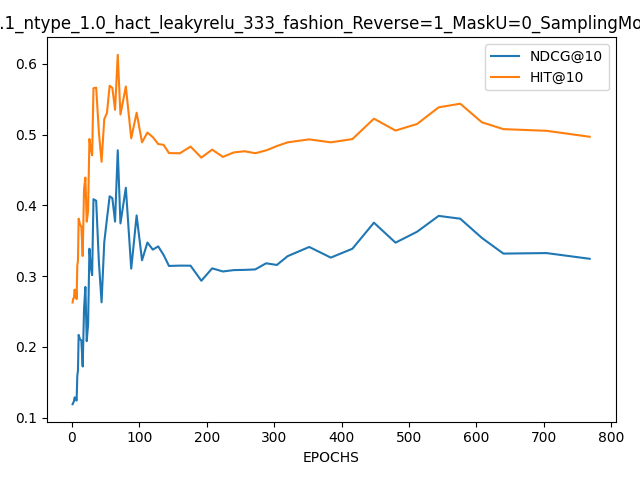 .1_ntype_1.0_hact_leakyrelu_333_fashion_Reverse=1_MaskU=0_SamplingMo
NDCG@10
HIT@10
0.6
0.5
0.4
0.3
0.2
0.1
0 100 200 300 400 500 600 700 800
EPOCHS